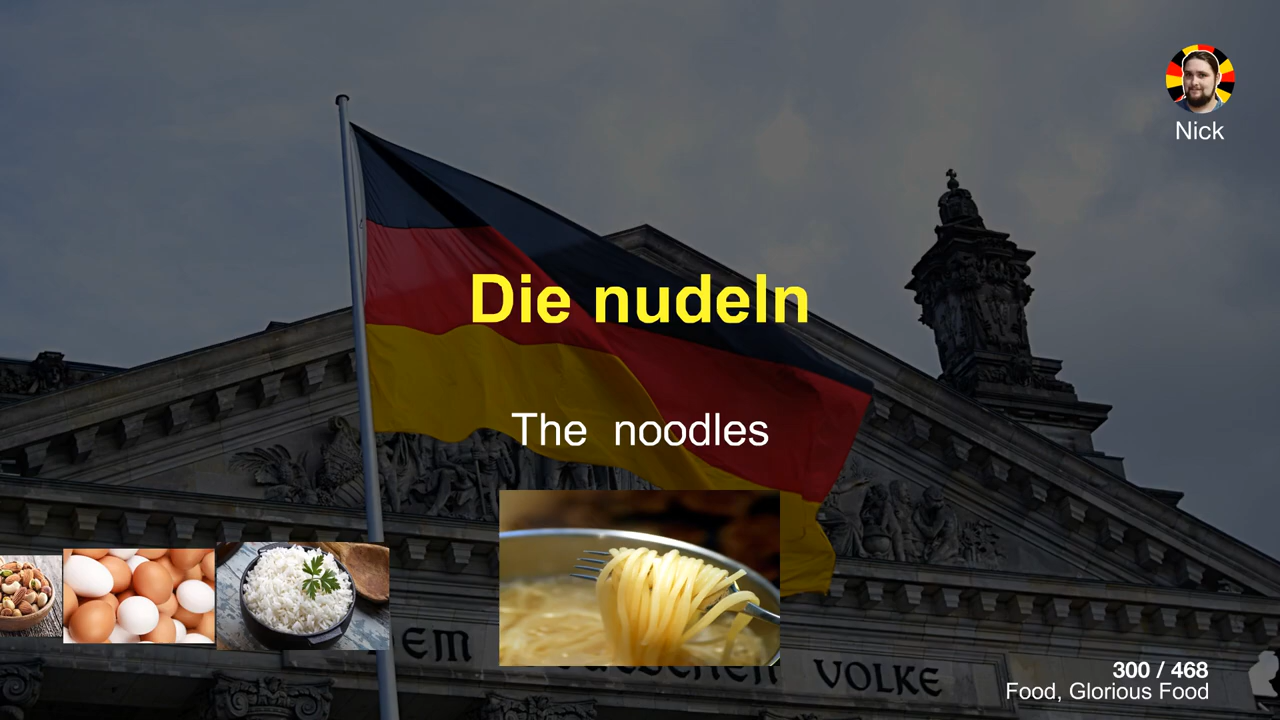 Nick
Die nudeln
The noodles
EM VOLKE
300 / 468
Food, Glorious Food